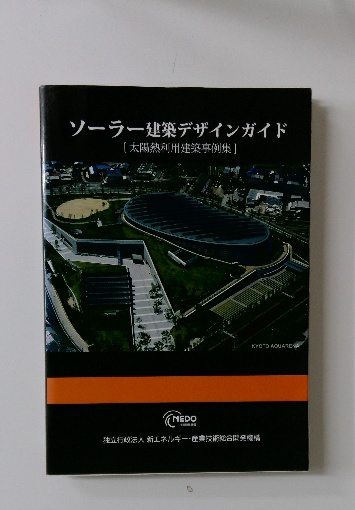 ソーラー建築デザインガイド
[太陽熱利用建築事例集]
KYOTO AQUARENA
NEDO
独立行政法人 新エネルギー・産業技術総合開発機構